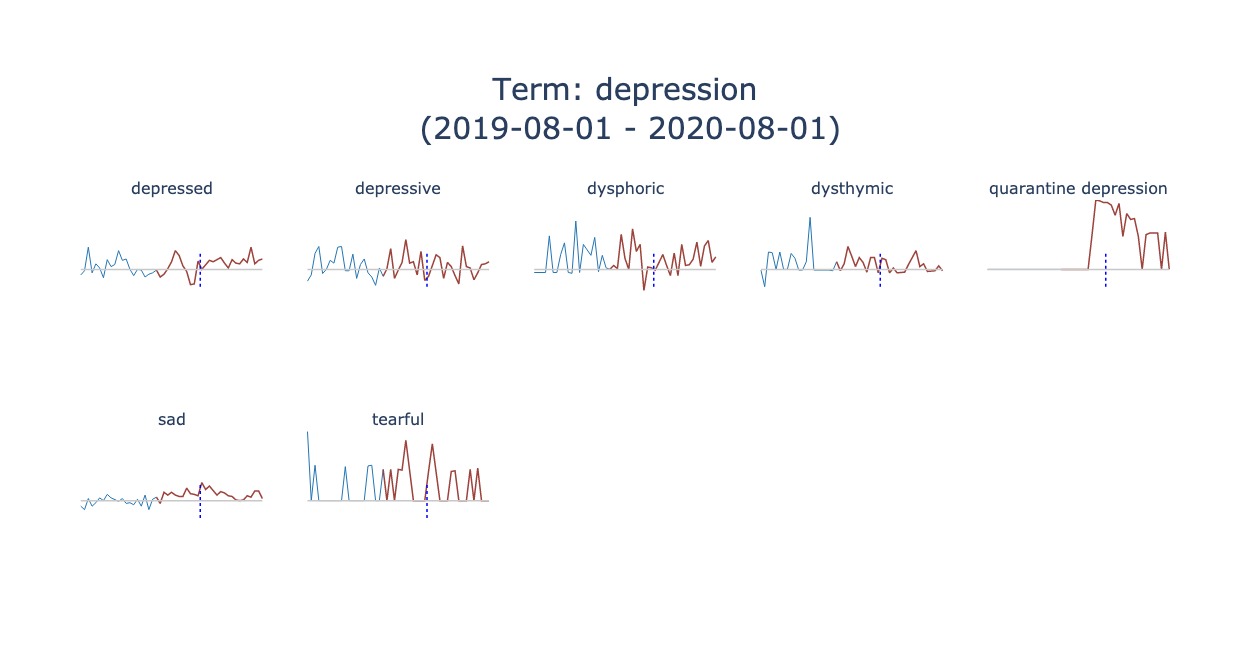 Term: depression
(2019-08-01 - 2020-08-01)
depressed
depressive
dysphoric
dysthymic
quarantine depression
sad
tearful